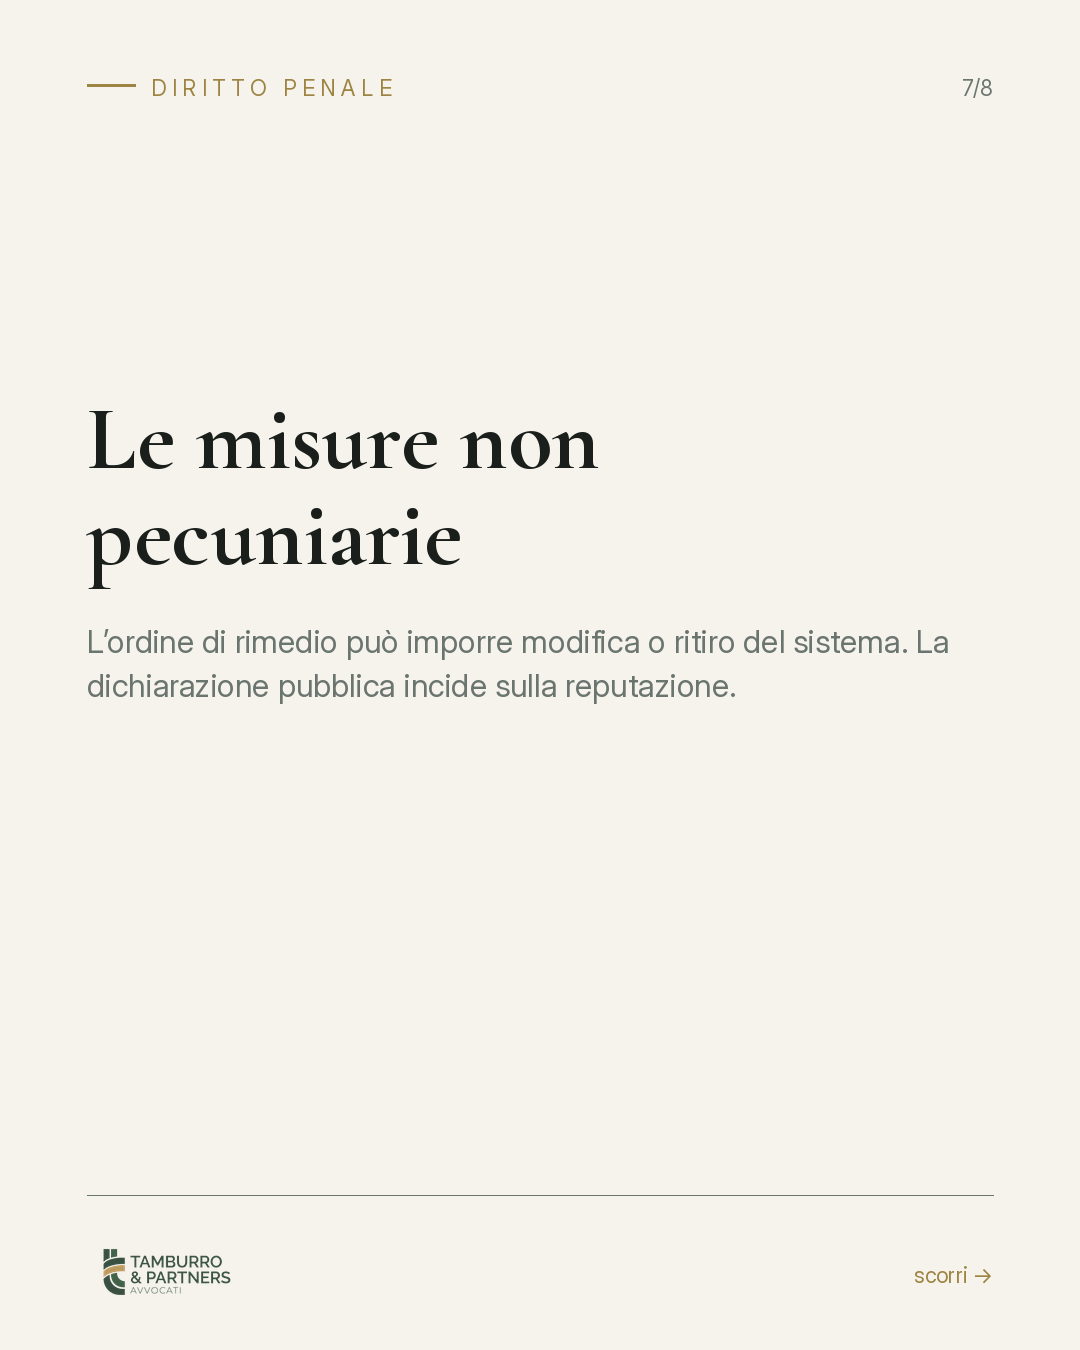 DIRITTO PENALE
7/8
Le misure non
pecuniarie
L’ordine di rimedio può imporre modifica o ritiro del sistema. La
dichiarazione pubblica incide sulla reputazione.
TAMBURRO
& PARTNERS
AVVOCATI
scorri →